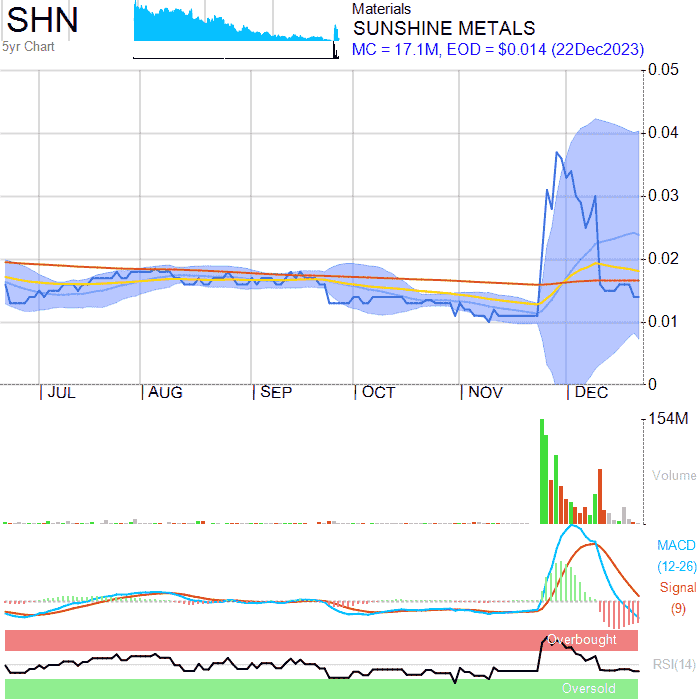 SHN
5yr Chart
Materials
SUNSHINE METALS
MC = 17.1M, EOD = $0.014 (22Dec2023)
0.05
0.04
0.03
0.02
0.01
0
JUL AUG SEP OCT NOV DEC
154M
Volume
MACD
(12-26)
Signal
(9)
Overbought
RSI(14)
Oversold